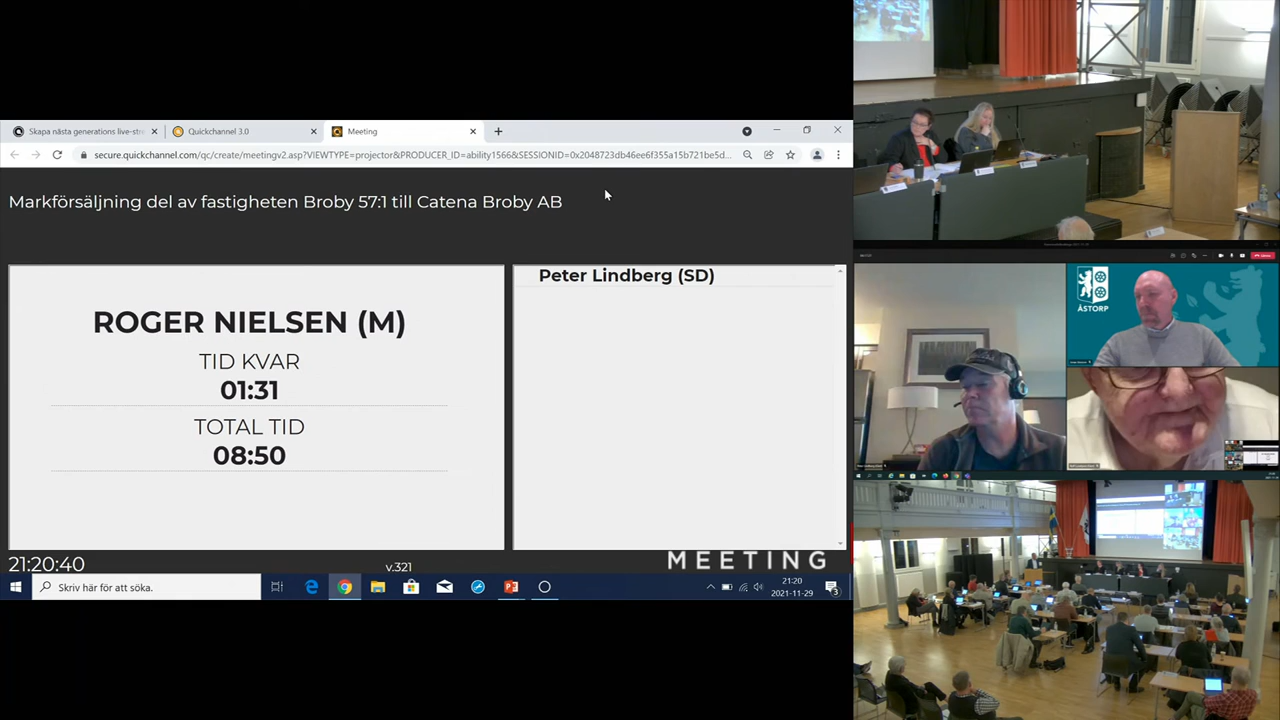 Skapa nästa generations live-stre
Quickchannel 3.0
Meeting
secure.quickchannel.com/qc/create/meetingv2.asp?VIEWTYPE=projector&PRODUCER_ID=ability1566&SESSIONID=0x2048723db46ee6f355a15b721be5d...
Markförsäljning del av fastigheten Broby 57:1 till Catena Broby AB
ROGER NIELSEN (M)
TID KVAR
01:31
TOTAL TID
08:50
Peter Lindberg (SD)
21:20:40
v.321
MEETING
Skriv här för att söka.
21:20
2021-11-29
3
ÅSTORP